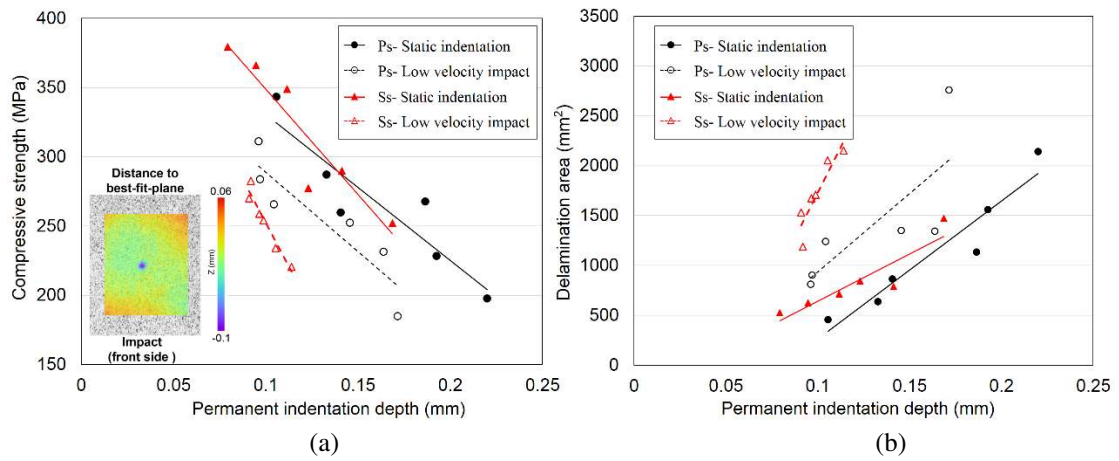 400
350
300
250
200
150
Compressive strength (MPa)
Ps- Static indentation
Ps- Low velocity impact
Ss- Static indentation
Ss- Low velocity impact
Distance to
best-fit-plane
0.06
Z (mm)
-0.1
Impact
(front side )
0 0.05 0.1 0.15 0.2 0.25
Permanent indentation depth (mm)
(a)
3500
3000
2500
2000
1500
1000
500
0
Delamination area (mm²)
Ps- Static indentation
Ps- Low velocity impact
Ss- Static indentation
Ss- Low velocity impact
0 0.05 0.1 0.15 0.2 0.25
Permanent indentation depth (mm)
(b)